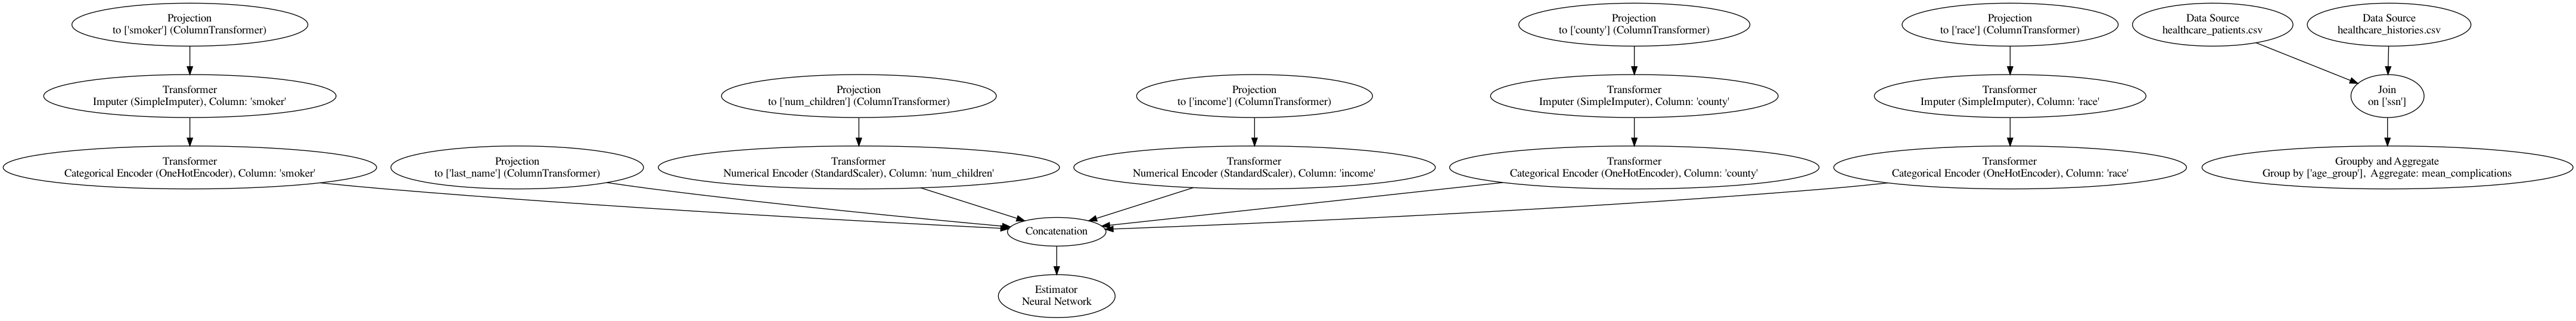 Projection
to ['smoker'] (ColumnTransformer)
Projection
to ['county'] (ColumnTransformer)
Projection
to ['race'] (ColumnTransformer)
Data Source
healthcare_patients.csv
Data Source
healthcare_histories.csv
Transformer
Imputer (SimpleImputer), Column: 'smoker'
Projection
to ['num_children'] (ColumnTransformer)
Projection
to ['income'] (ColumnTransformer)
Transformer
Imputer (SimpleImputer), Column: 'county'
Transformer
Imputer (SimpleImputer), Column: 'race'
Join
on ['ssn']
Transformer
Categorical Encoder (OneHotEncoder), Column: 'smoker'
Projection
to ['last_name'] (ColumnTransformer)
Transformer
Numerical Encoder (StandardScaler), Column: 'num_children'
Transformer
Numerical Encoder (StandardScaler), Column: 'income'
Transformer
Categorical Encoder (OneHotEncoder), Column: 'county'
Transformer
Categorical Encoder (OneHotEncoder), Column: 'race'
Groupby and Aggregate
Group by ['age_group'], Aggregate: mean_complications
Concatenation
Estimator
Neural Network